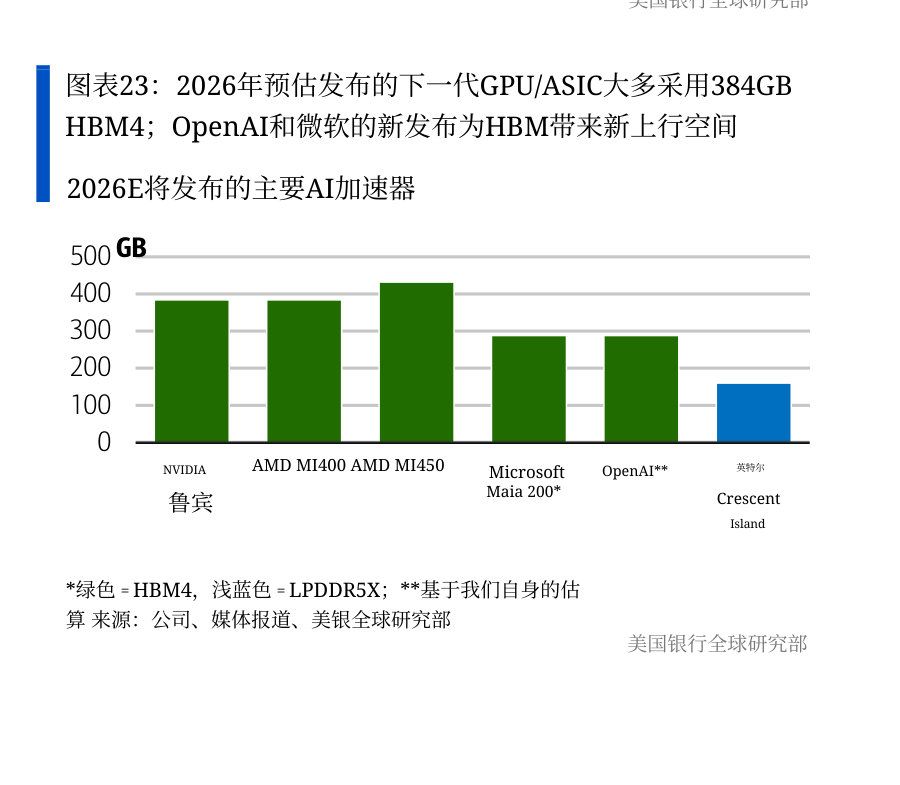 美国银行全球研究部
图表23：2026年预估发布的下一代GPU/ASIC大多采用384GB
HBM4；OpenAI和微软的新发布为HBM带来新上行空间
2026E将发布的主要AI加速器
GB
500
400
300
200
100
0
NVIDIA
鲁宾
AMD MI400 AMD MI450
Microsoft
Maia 200*
OpenAI**
英特尔
Crescent
Island
*绿色 = HBM4，浅蓝色 = LPDDR5X；**基于我们自身的估
算 来源：公司、媒体报道、美银全球研究部
美国银行全球研究部